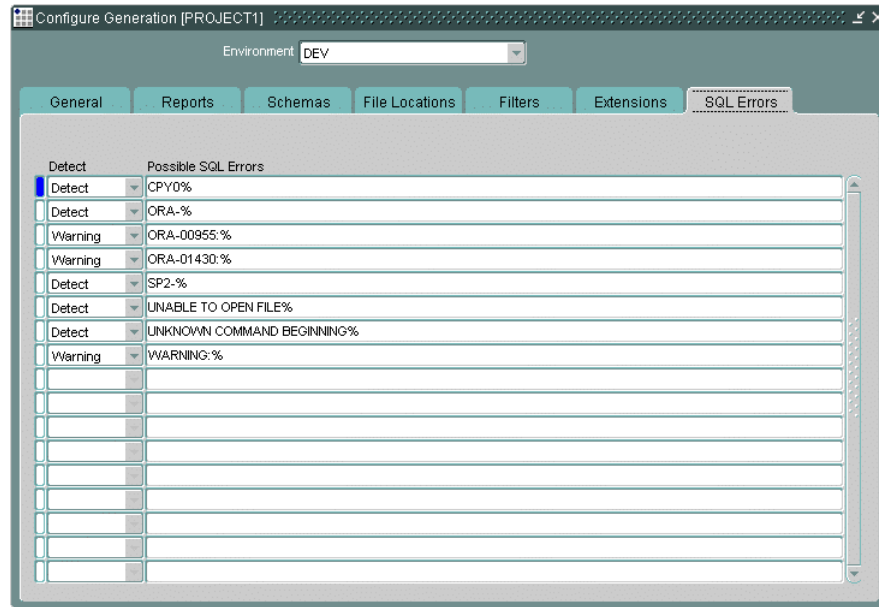 Configure Generation [PROJECT1]
Environment DEV
General Reports Schemas File Locations Filters Extensions SQL Errors
Detect Possible SQL Errors
Detect CPY0%
Detect ORA-%
Warning ORA-00955:%
Warning ORA-01430:%
Detect SP2-%
Detect UNABLE TO OPEN FILE%
Detect UNKNOWN COMMAND BEGINNING%
Warning WARNING:%